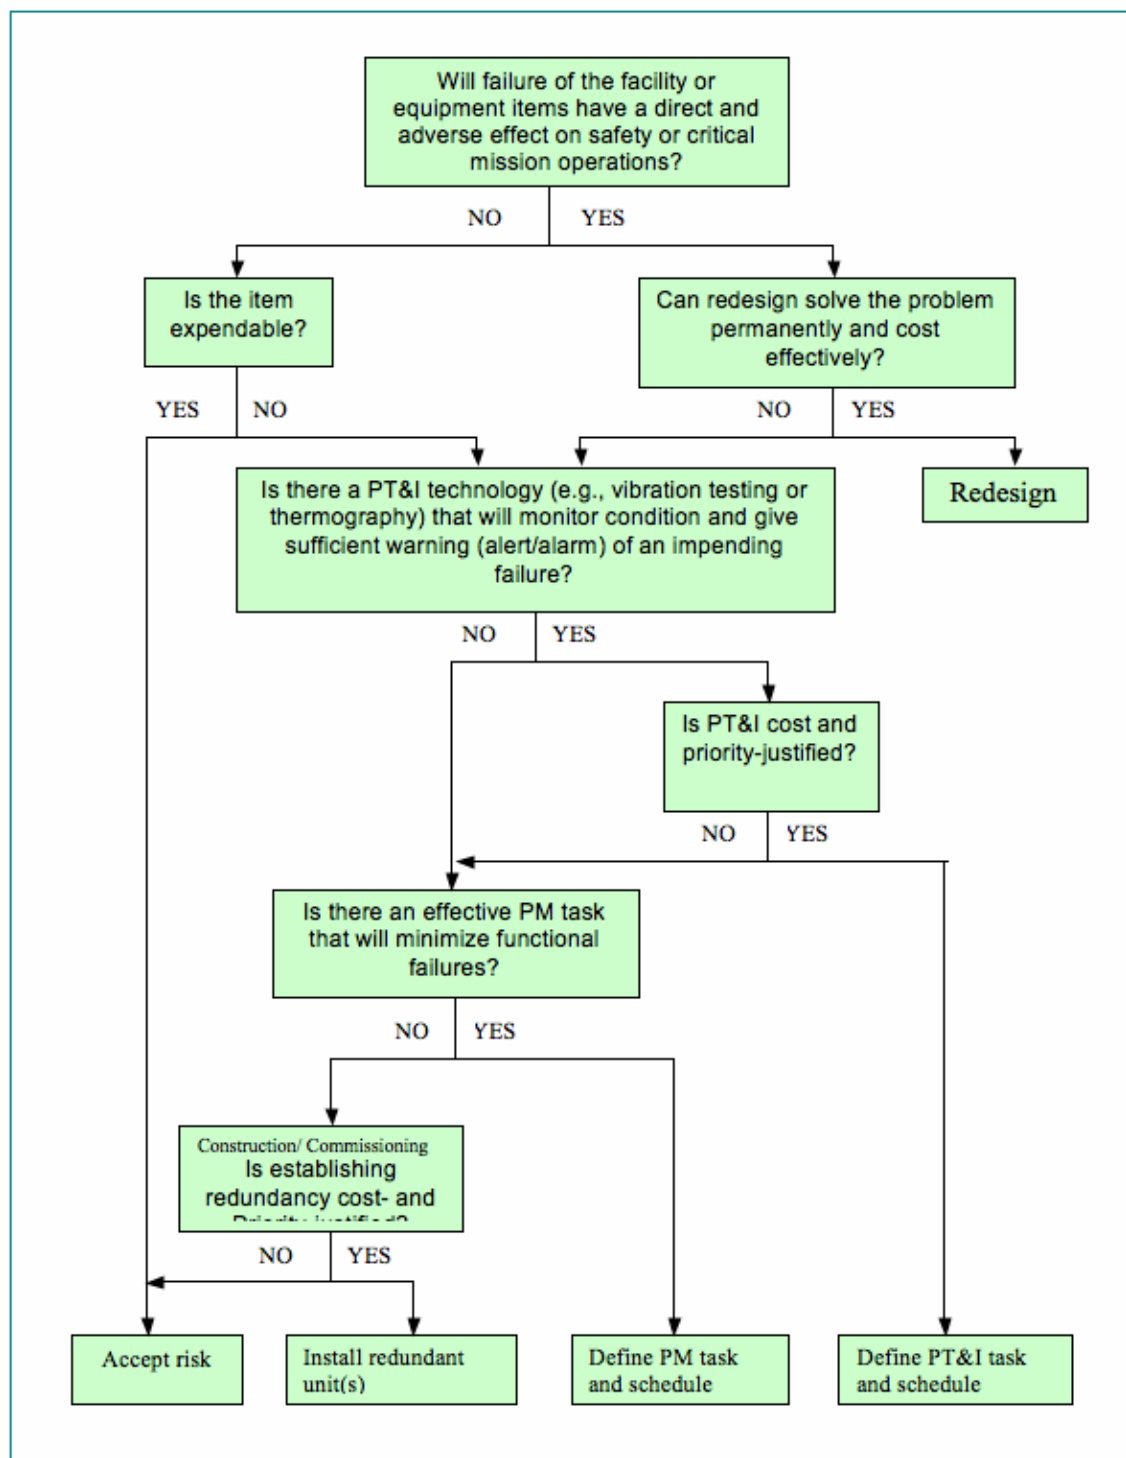 Will failure of the facility or
equipment items have a direct and
adverse effect on safety or critical
mission operations?
NO YES
Is the item
expendable?
Can redesign solve the problem
permanently and cost
effectively?
YES NO
NO YES
Is there a PT&I technology (e.g., vibration testing or
thermography) that will monitor condition and give
sufficient warning (alert/alarm) of an impending
failure?
Redesign
NO YES
Is PT&I cost and
priority-justified?
NO YES
Is there an effective PM task
that will minimize functional
failures?
NO YES
Construction/ Commissioning
Is establishing
redundancy cost- and
Priority justified?
NO YES
Accept risk
Install redundant
unit(s)
Define PM task
and schedule
Define PT&I task
and schedule